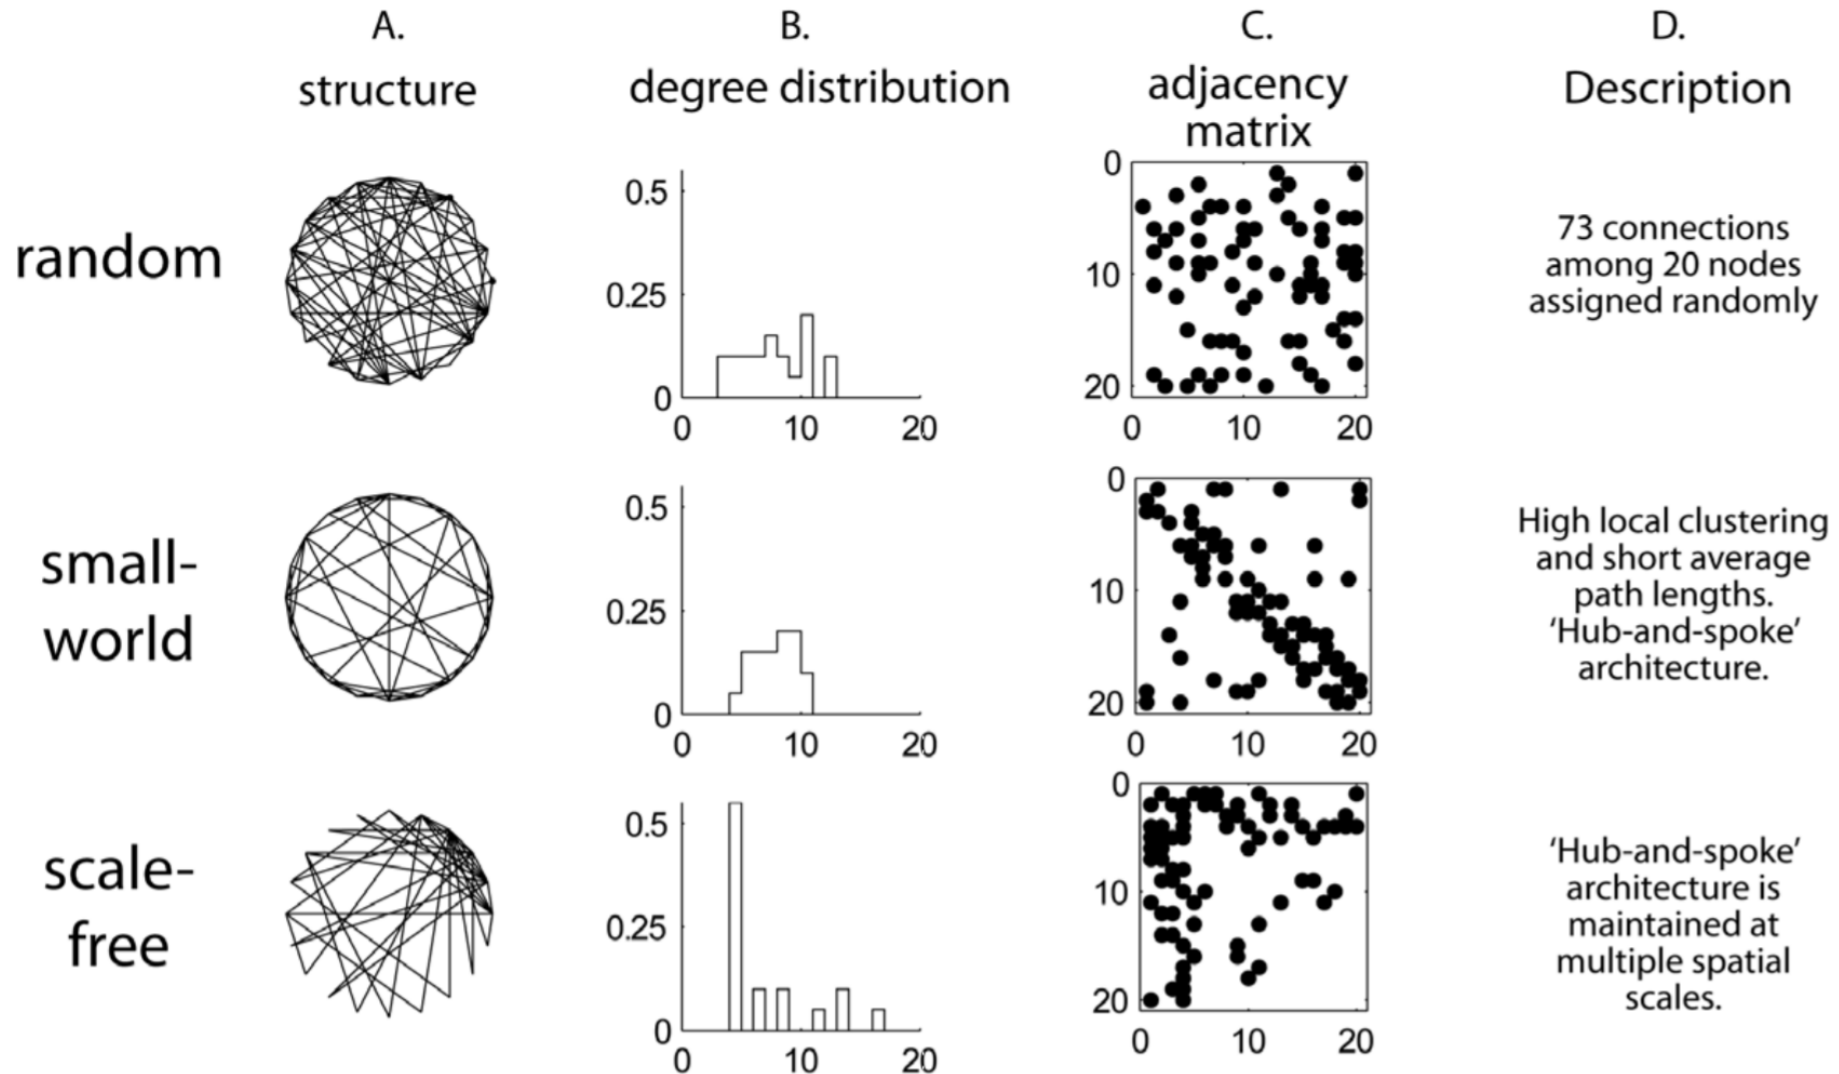 A.
B.
C.
D.
structure
degree distribution
adjacency
matrix
Description
random
0.5
0.25
0
0
10
20
0
10
20
0
10
20
73 connections
among 20 nodes
assigned randomly
small-
world
0.5
0.25
0
0
10
20
0
10
20
0
10
20
High local clustering
and short average
path lengths.
‘Hub-and-spoke’
architecture.
scale-
free
0.5
0.25
0
0
10
20
0
10
20
0
10
20
‘Hub-and-spoke’
architecture is
maintained at
multiple spatial
scales.